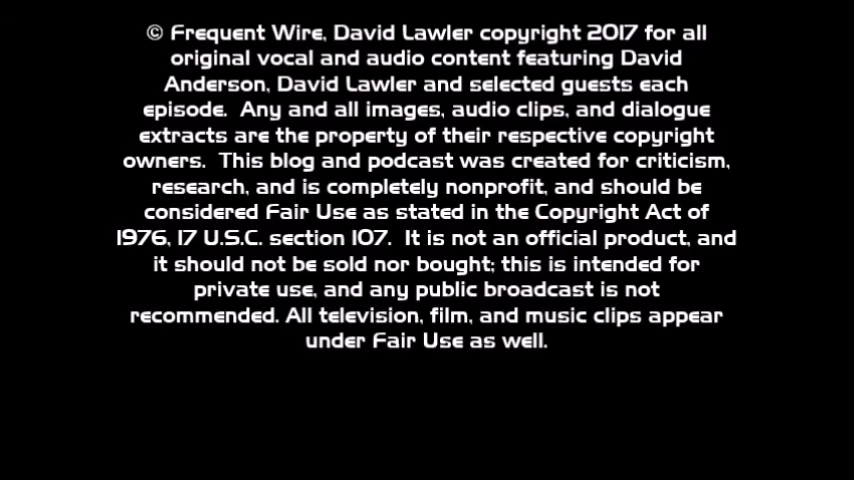 © Frequent Wire, David Lawler copyright 2017 for all
original vocal and audio content featuring David
Anderson, David Lawler and selected guests each
episode.  Any and all images, audio clips, and dialogue
extracts are the property of their respective copyright
owners.  This blog and podcast was created for criticism,
research, and is completely nonprofit, and should be
considered Fair Use as stated in the Copyright Act of
1976, 17 U.S.C. section 107.  It is not an official product, and
it should not be sold nor bought; this is intended for
private use, and any public broadcast is not
recommended. All television, film, and music clips appear
under Fair Use as well.